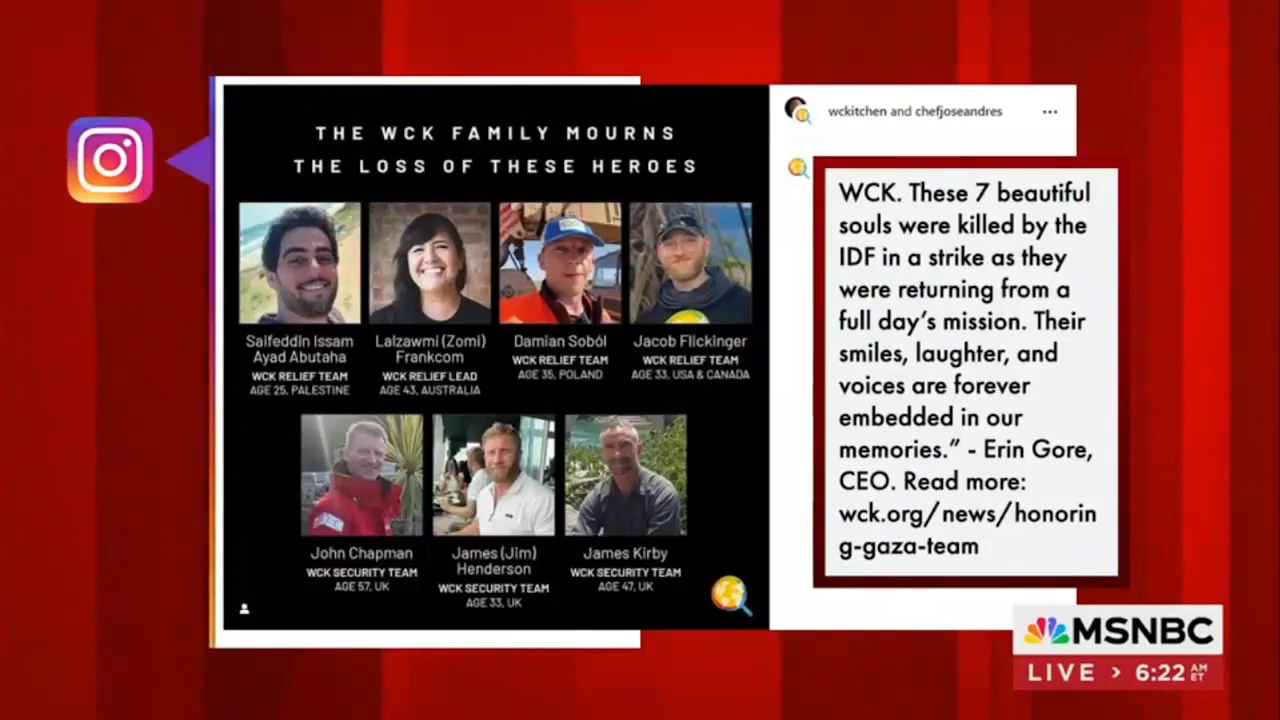 THE WCK FAMILY MOURNS
THE LOSS OF THESE HEROES
Saifeddin Issam
Ayad Abutaha
WCK RELIEF TEAM
AGE 25, PALESTINE
Lalzawmi (Zomi)
Frankcom
WCK RELIEF LEAD
AGE 43, AUSTRALIA
Damian Soból
WCK RELIEF TEAM
AGE 35, POLAND
Jacob Flickinger
WCK RELIEF TEAM
AGE 33, USA & CANADA
John Chapman
WCK SECURITY TEAM
AGE 57, UK
James (Jim)
Henderson
WCK SECURITY TEAM
AGE 33, UK
James Kirby
WCK SECURITY TEAM
AGE 47, UK
wckitchen and chefjoseandres
WCK. These 7 beautiful
souls were killed by the
IDF in a strike as they
were returning from a
full day's mission. Their
smiles, laughter, and
voices are forever
embedded in our
memories.” - Erin Gore,
CEO. Read more:
wck.org/news/honorin
g-gaza-team
MSNBC
LIVE > 6:22 AM ET